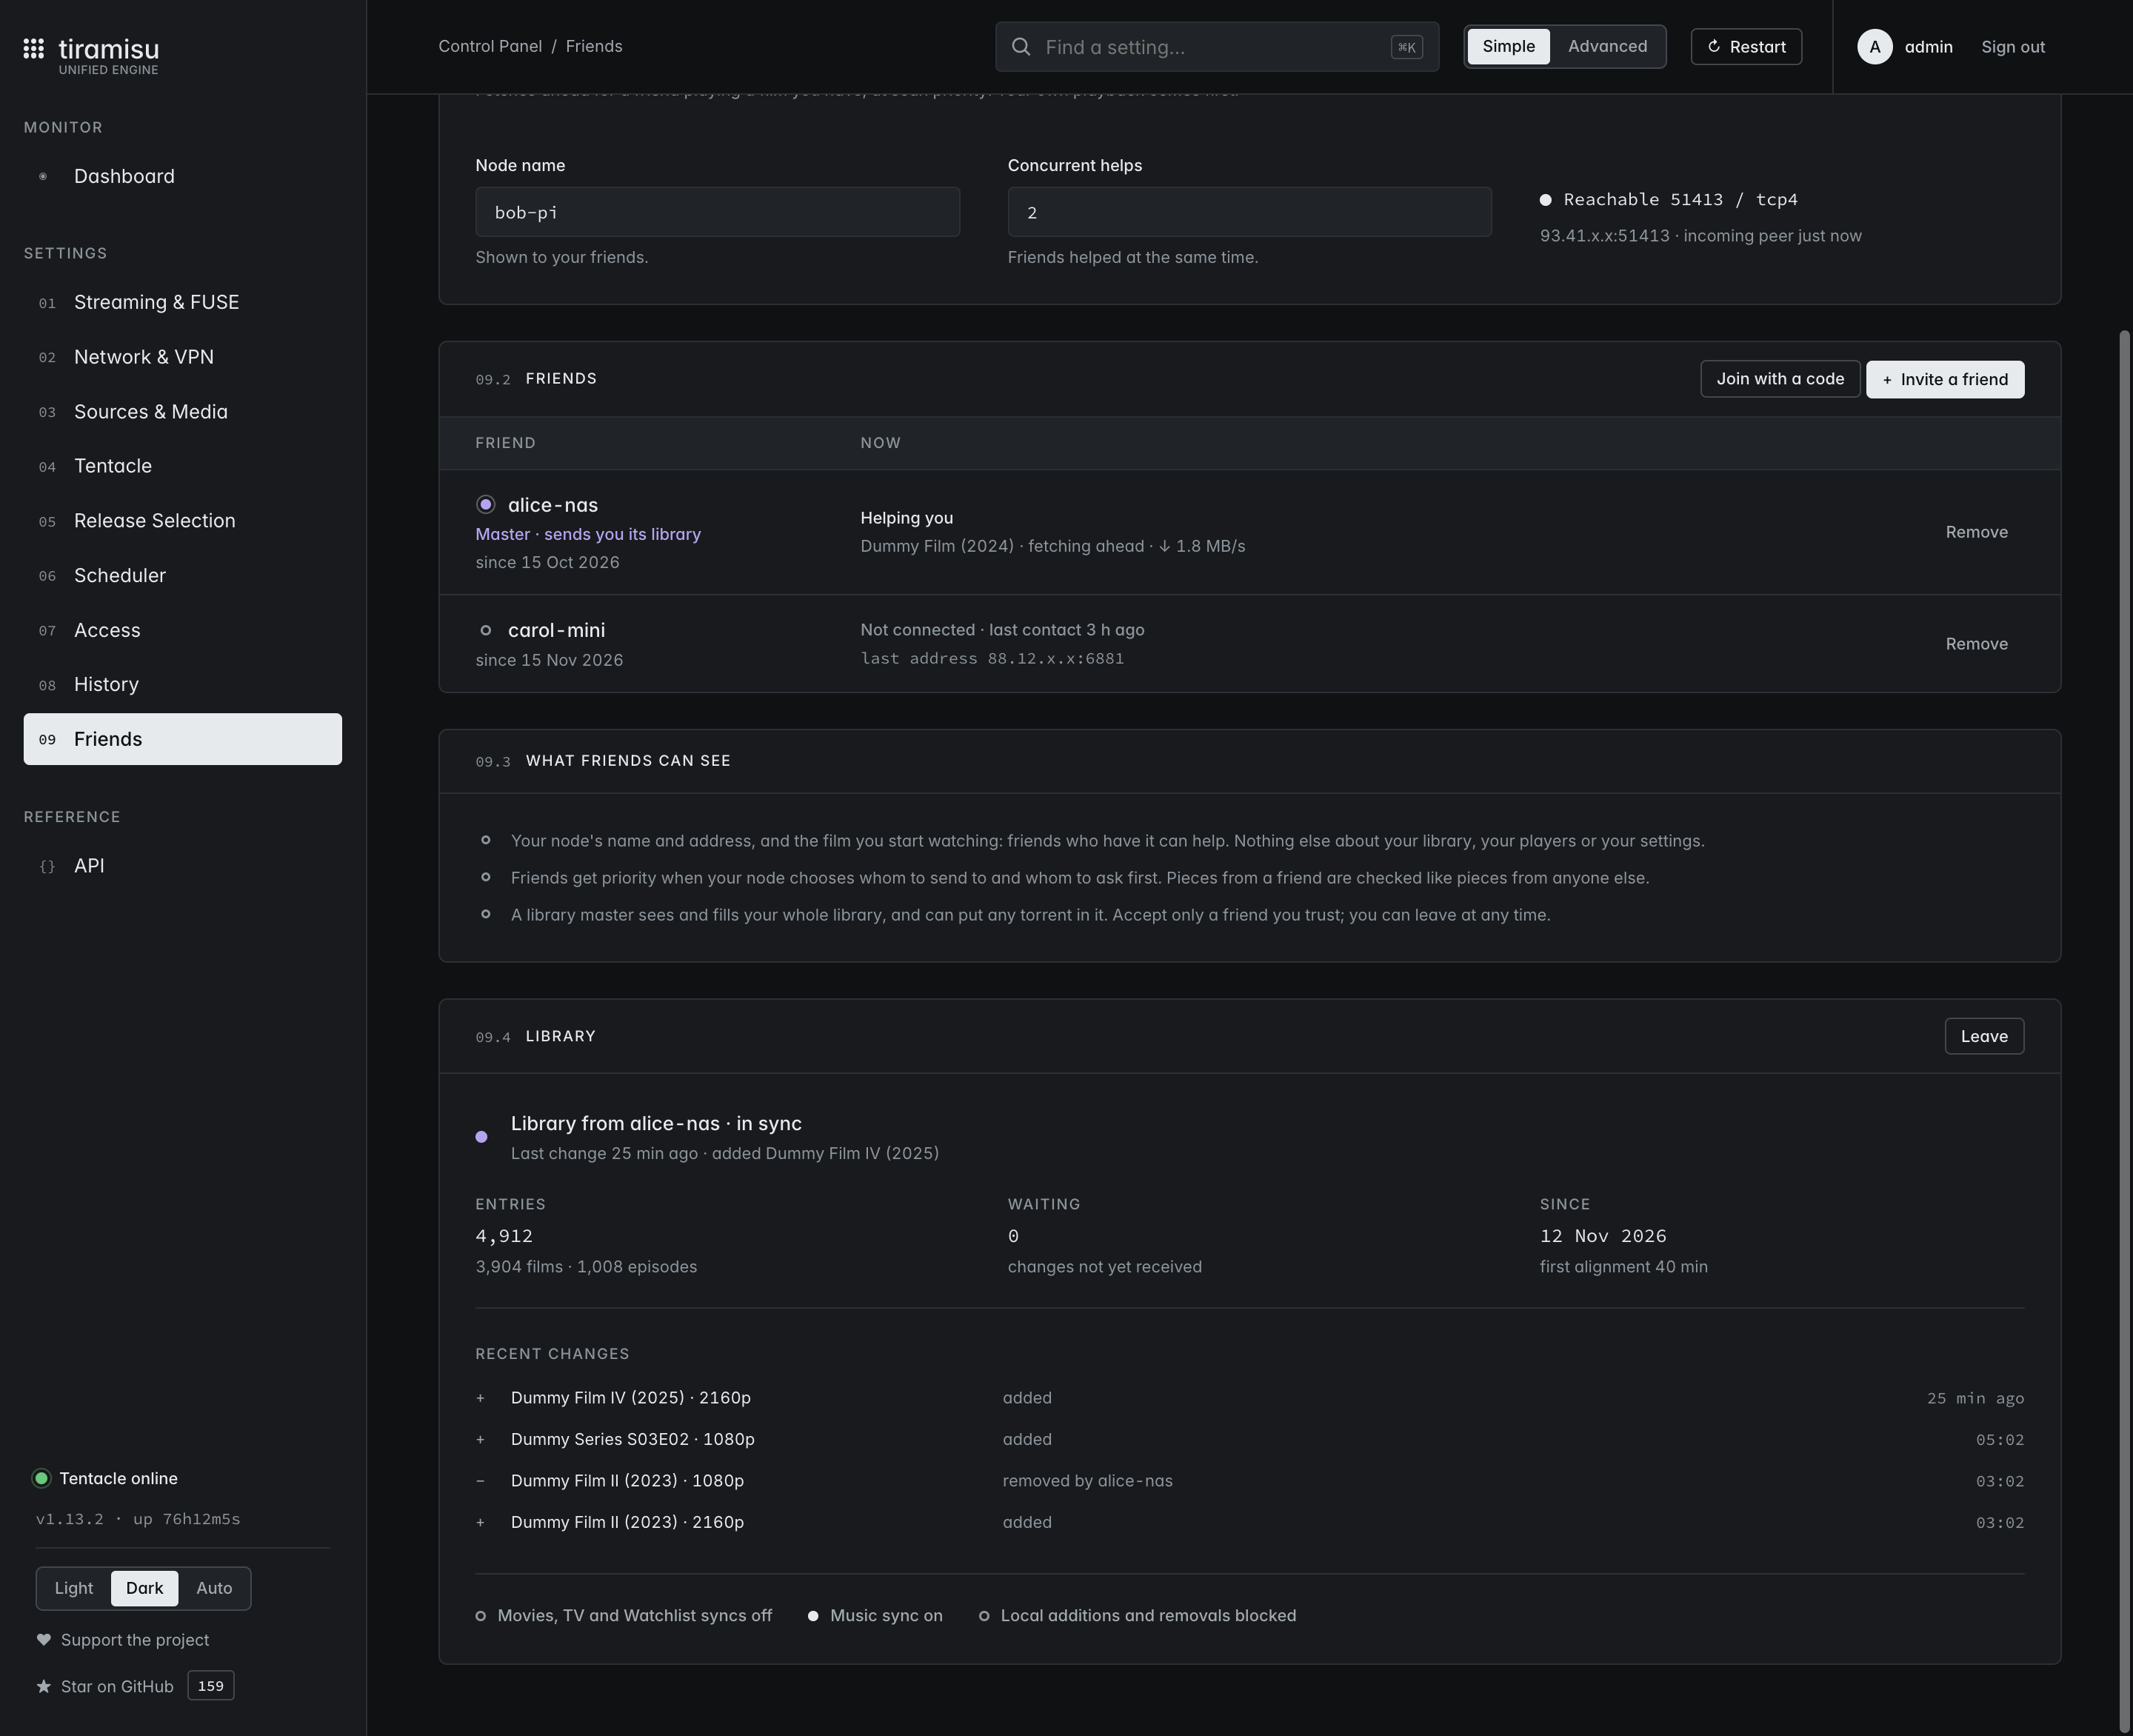 tiramisu
UNIFIED ENGINE
MONITOR
Dashboard
SETTINGS
01 Streaming & FUSE
02 Network & VPN
03 Sources & Media
04 Tentacle
05 Release Selection
06 Scheduler
07 Access
08 History
09 Friends
REFERENCE
{} API
Tentacle online
v1.13.2 · up 76h12m5s
Light Dark Auto
Support the project
Star on GitHub 159
Control Panel / Friends
Find a setting... ⌘K
Simple Advanced
↻ Restart
A admin Sign out
Node name
bob-pi
Shown to your friends.
Concurrent helps
2
Friends helped at the same time.
Reachable 51413 / tcp4
93.41.x.x:51413 · incoming peer just now
09.2 FRIENDS
Join with a code
+ Invite a friend
FRIEND NOW
alice-nas
Master · sends you its library
since 15 Oct 2026
Helping you
Dummy Film (2024) · fetching ahead · ↓ 1.8 MB/s
Remove
carol-mini
since 15 Nov 2026
Not connected · last contact 3 h ago
last address 88.12.x.x:6881
Remove
09.3 WHAT FRIENDS CAN SEE
Your node's name and address, and the film you start watching: friends who have it can help. Nothing else about your library, your players or your settings.
Friends get priority when your node chooses whom to send to and whom to ask first. Pieces from a friend are checked like pieces from anyone else.
A library master sees and fills your whole library, and can put any torrent in it. Accept only a friend you trust; you can leave at any time.
09.4 LIBRARY
Leave
Library from alice-nas · in sync
Last change 25 min ago · added Dummy Film IV (2025)
ENTRIES
4,912
3,904 films · 1,008 episodes
WAITING
0
changes not yet received
SINCE
12 Nov 2026
first alignment 40 min
RECENT CHANGES
+ Dummy Film IV (2025) · 2160p added 25 min ago
+ Dummy Series S03E02 · 1080p added 05:02
− Dummy Film II (2023) · 1080p removed by alice-nas 03:02
+ Dummy Film II (2023) · 2160p added 03:02
Movies, TV and Watchlist syncs off
Music sync on
Local additions and removals blocked